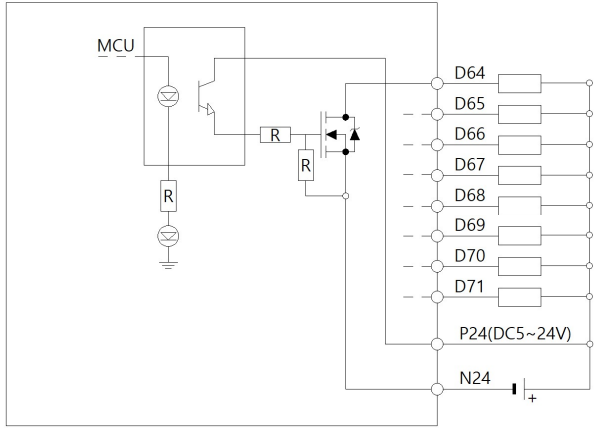 MCU
D64
D65
D66
D67
D68
D69
D70
D71
R
R
R
P24(DC5~24V)
N24
+